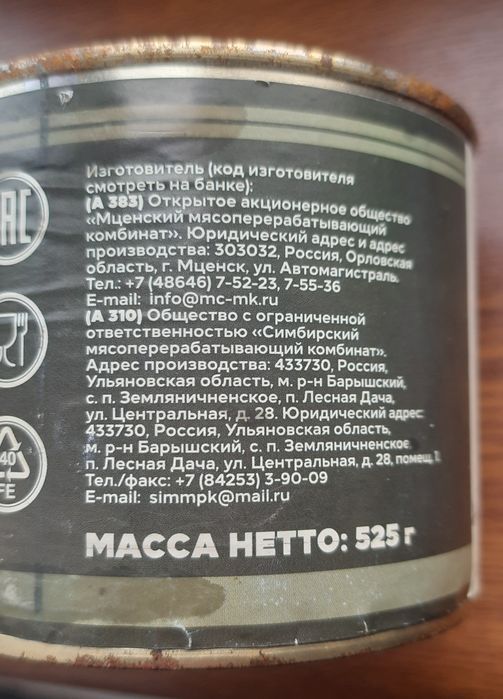 Изготовитель (код изготовителя
смотреть на банке):
(А 383) Открытое акционерное общество
«Мценский мясоперерабатывающий
комбинат». Юридический адрес и адрес
производства: 303032, Россия, Орловская
область, г. Мценск, ул. Автомагистраль.
Тел.: +7 (48646) 7-52-23, 7-55-36
E-mail: info@mc-mk.ru
(А 310) Общество с ограниченной
ответственностью «Симбирский
мясоперерабатывающий комбинат».
Адрес производства: 433730, Россия,
Ульяновская область, м. р-н Барышский,
с. п. Земляничненское, п. Лесная Дача,
ул. Центральная, д. 28. Юридический адрес:
433730, Россия, Ульяновская область,
м. р-н Барышский, с. п. Земляничненское
п. Лесная Дача, ул. Центральная, д. 28, помещ. 1.
Тел./факс: +7 (84253) 3-90-09
E-mail: simmpk@mail.ru
40
FE
МАССА НЕТТО: 525 г